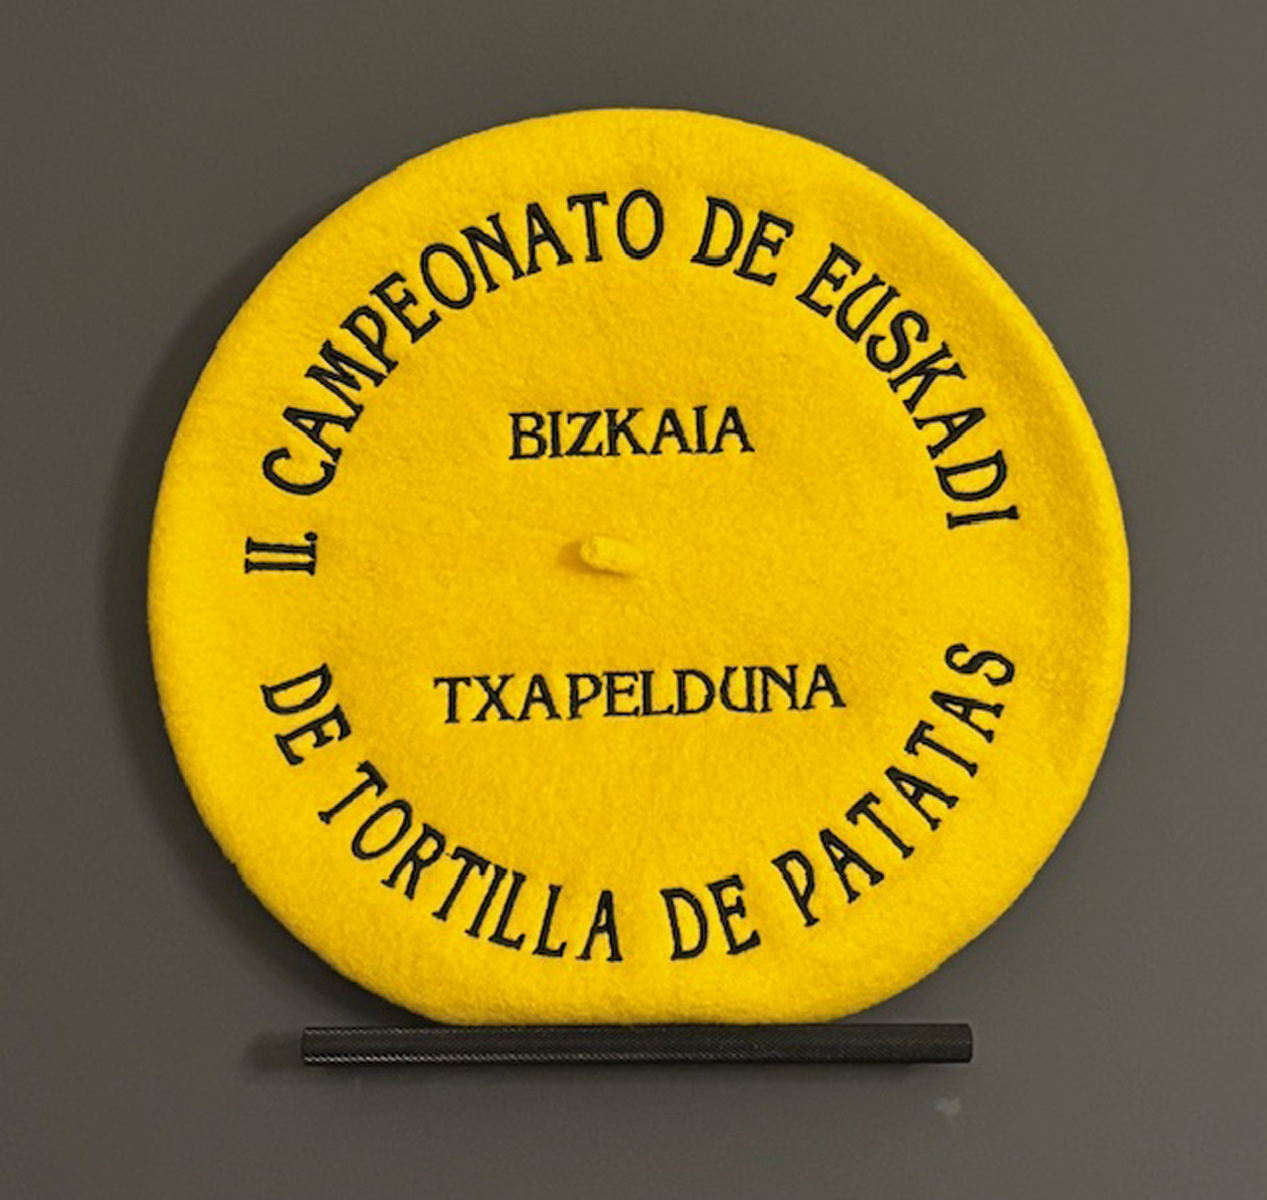 II. CAMPEONATO DE EUSKADI
BIZKAIA
TXAPELDUNA
DE TORTILLA DE PATATAS